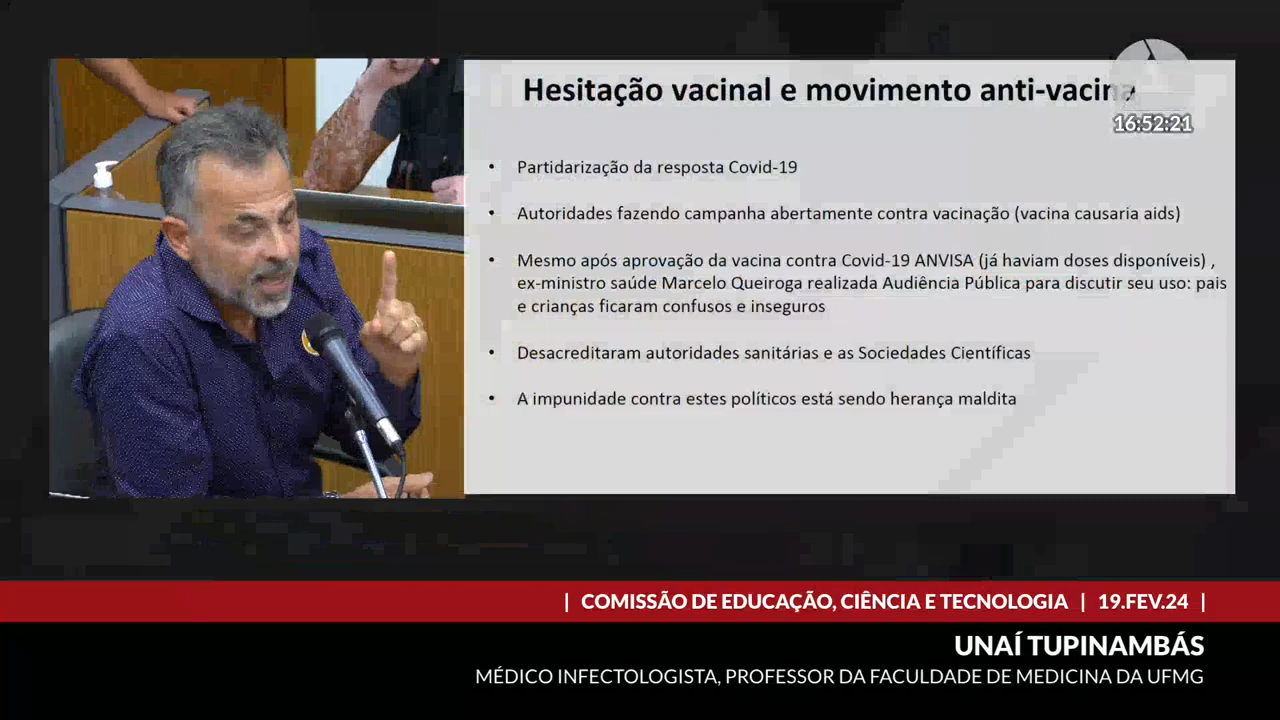 Hesitação vacinal e movimento anti-vacina
16:52:21
• Partidarização da resposta Covid-19
• Autoridades fazendo campanha abertamente contra vacinação (vacina causaria aids)
• Mesmo após aprovação da vacina contra Covid-19 ANVISA (já haviam doses disponíveis) ,
ex-ministro saúde Marcelo Queiroga realizada Audiência Pública para discutir seu uso: pais
e crianças ficaram confusos e inseguros
• Desacreditaram autoridades sanitárias e as Sociedades Científicas
• A impunidade contra estes políticos está sendo herança maldita
| COMISSÃO DE EDUCAÇÃO, CIÊNCIA E TECNOLOGIA | 19.FEV.24 |
UNAÍ TUPINAMBÁS
MÉDICO INFECTOLOGISTA, PROFESSOR DA FACULDADE DE MEDICINA DA UFMG